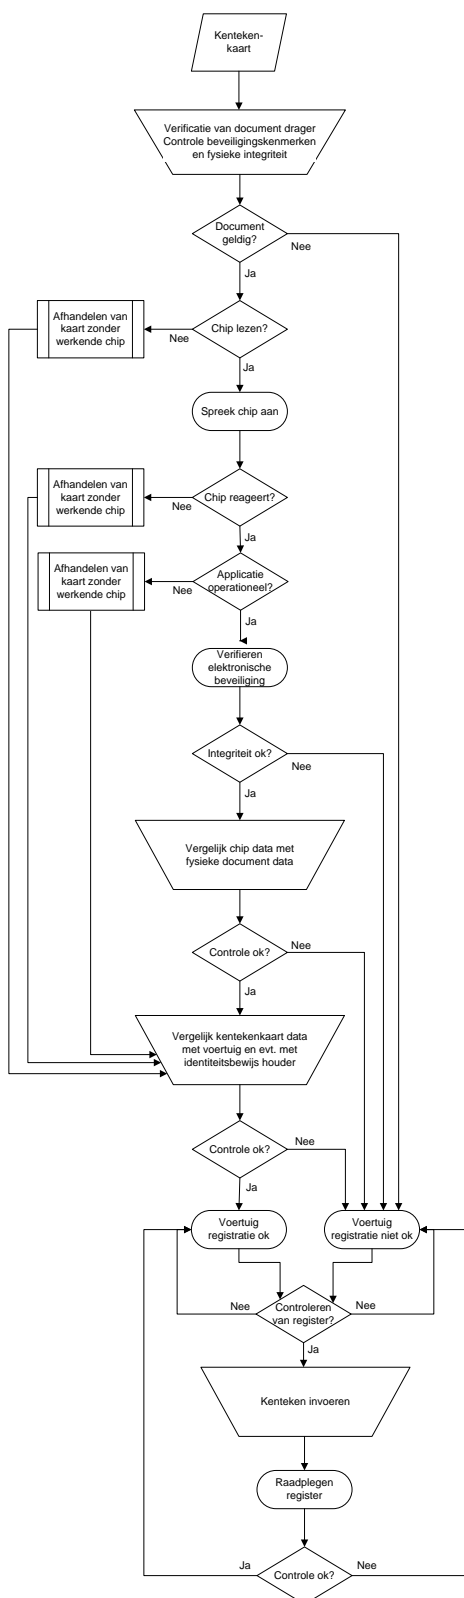 Kenteken-
kaart
Verificatie van document drager
Controle beveiligingskenmerken
en fysieke integriteit
Document
geldig?
Nee
Ja
Afhandelen van
kaart zonder
werkende chip
Nee
Chip lezen?
Ja
Spreek chip aan
Afhandelen van
kaart zonder
werkende chip
Nee
Chip reageert?
Ja
Afhandelen van
kaart zonder
werkende chip
Nee
Applicatie
operationeel?
Ja
Verifieren
elektronische
beveiliging
Integriteit ok?
Nee
Ja
Vergelijk chip data met
fysieke document data
Controle ok?
Nee
Ja
Vergelijk kentekenkaart data
met voertuig en evt. met
identiteitsbewijs houder
Controle ok?
Nee
Ja
Voertuig
registratie ok
Voertuig
registratie niet ok
Nee
Controleren
van register?
Nee
Ja
Kenteken invoeren
Raadplegen
register
Ja
Controle ok?
Nee